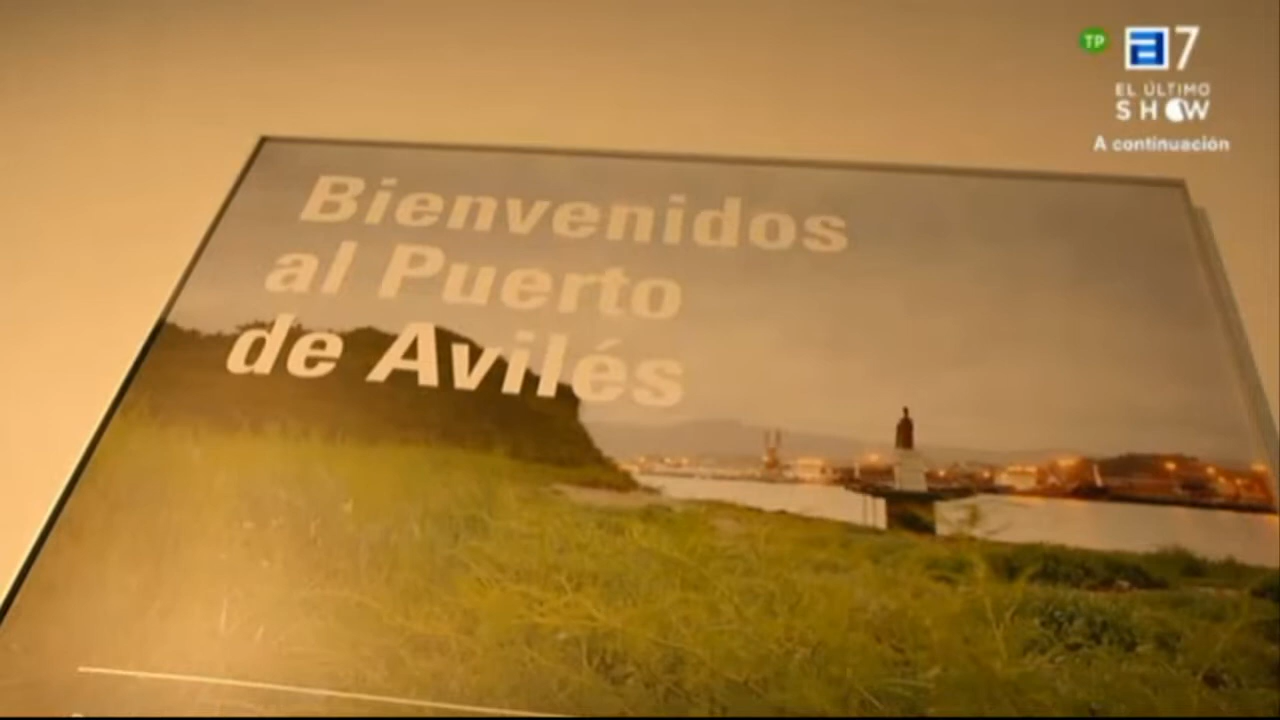 TP
a7
EL ÚLTIMO
SHOW
A continuación
Bienvenidos
al Puerto
de Avilés